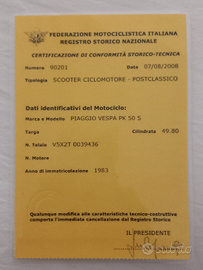 FEDERAZIONE MOTOCICLISTICA ITALIANA
REGISTRO STORICO NAZIONALE
CERTIFICAZIONE DI CONFORMITÀ STORICO-TECNICA
Numero 90201 Data 07/08/2008
Tipologia SCOOTER CICLOMOTORE - POSTCLASSICO
Dati identificativi del Motociclo:
Marca e Modello PIAGGIO VESPA PK 50 S
Targa Cilindrata 49.80
N. Telaio V5X2T 0039436
N. Motore
Anno di immatricolazione 1983
Qualunque modifica alle caratteristiche tecnico-costruttive
comporta l'immediata cancellazione dal Registro Storico.
IL PRESIDENTE
subito